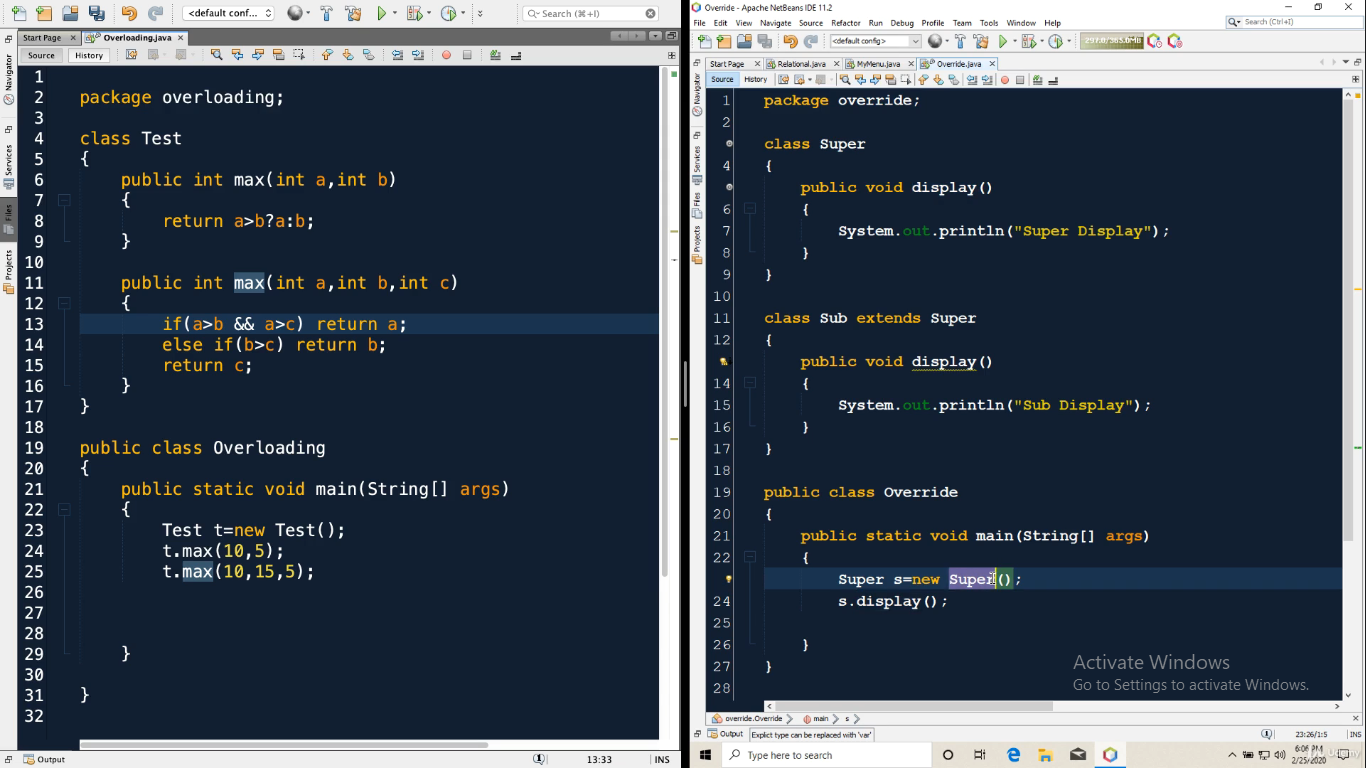 <default conf...
Search (⌘+I)
Start Page
Overloading.java
Source
History
Navigator
Services
Files
Projects
1
2 package overloading;
3
4 class Test
5 {
6 public int max(int a,int b)
7 {
8 return a>b?a:b;
9 }
10
11 public int max(int a,int b,int c)
12 {
13 if(a>b && a>c) return a;
14 else if(b>c) return b;
15 return c;
16 }
17 }
18
19 public class Overloading
20 {
21 public static void main(String[] args)
22 {
23 Test t=new Test();
24 t.max(10,5);
25 t.max(10,15,5);
26
27
28
29 }
30
31 }
32
Output
13:33
INS
Override - Apache NetBeans IDE 11.2
File Edit View Navigate Source Refactor Run Debug Profile Team Tools Window Help
Search (Ctrl+I)
<default config>
297.0/365.0MB
Start Page
Relational.java
MyMenu.java
Override.java
Source
History
Navigator
Services
Files
Projects
1 package override;
2
class Super
4 {
public void display()
6 {
7 System.out.println("Super Display");
8 }
9 }
10
11 class Sub extends Super
12 {
public void display()
14 {
15 System.out.println("Sub Display");
16 }
17 }
18
19 public class Override
20 {
21 public static void main(String[] args)
22 {
Super s=new Super();
24 s.display();
25
26 }
27 }
28
Activate Windows
Go to Settings to activate Windows.
override.Override
main
s
Output
Explict type can be replaced with 'var'
23:26/1:5
INS
Type here to search
6:06 PM
2/25/2020